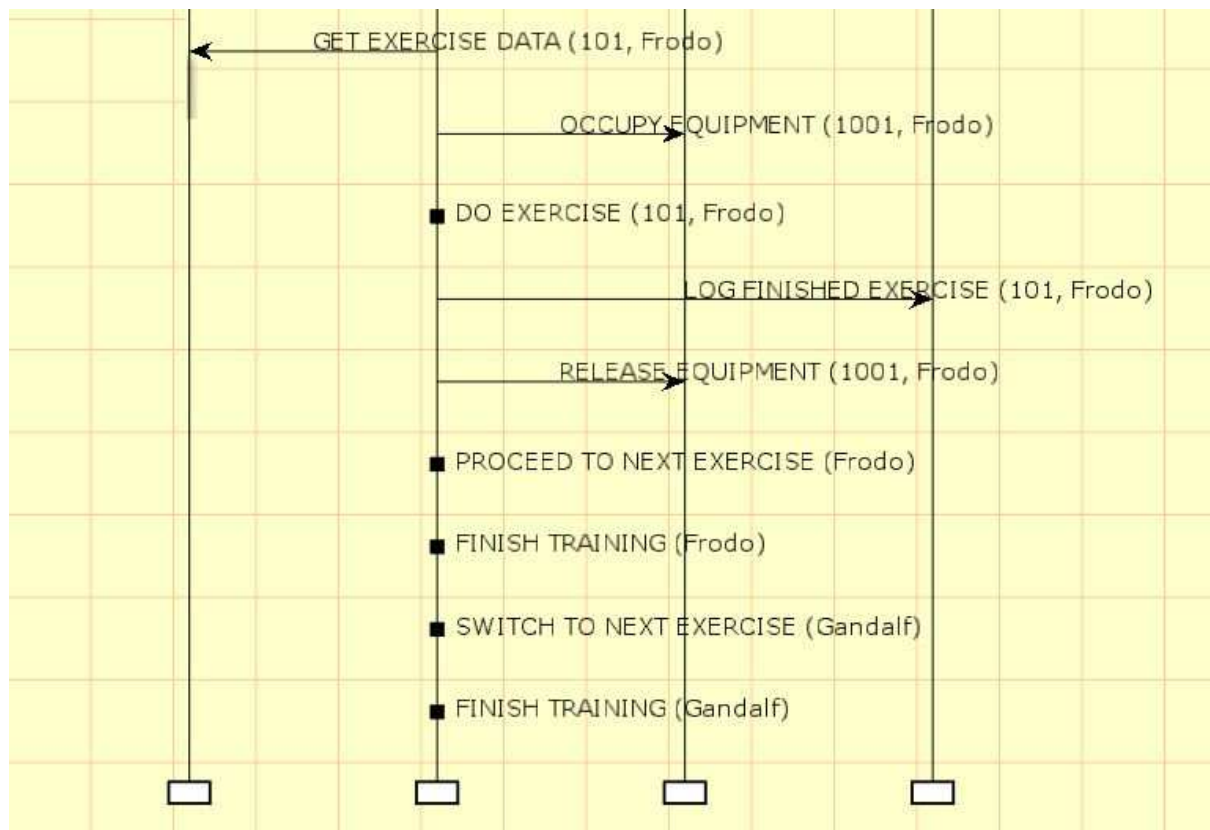 GET EXERCISE DATA (101, Frodo)
OCCUPY EQUIPMENT (1001, Frodo)
DO EXERCISE (101, Frodo)
LOG FINISHED EXERCISE (101, Frodo)
RELEASE EQUIPMENT (1001, Frodo)
PROCEED TO NEXT EXERCISE (Frodo)
FINISH TRAINING (Frodo)
SWITCH TO NEXT EXERCISE (Gandalf)
FINISH TRAINING (Gandalf)